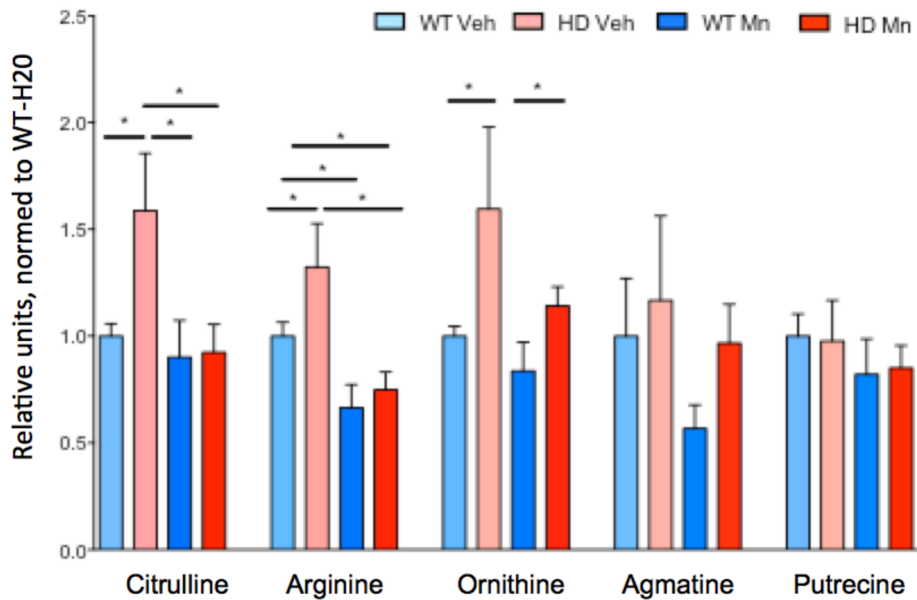 WT Veh HD Veh WT Mn HD Mn
Relative units, normed to WT-H20
2.5
2.0
1.5
1.0
0.5
0.0
* * *
* * * *
* *
Citrulline Arginine Ornithine Agmatine Putrecine